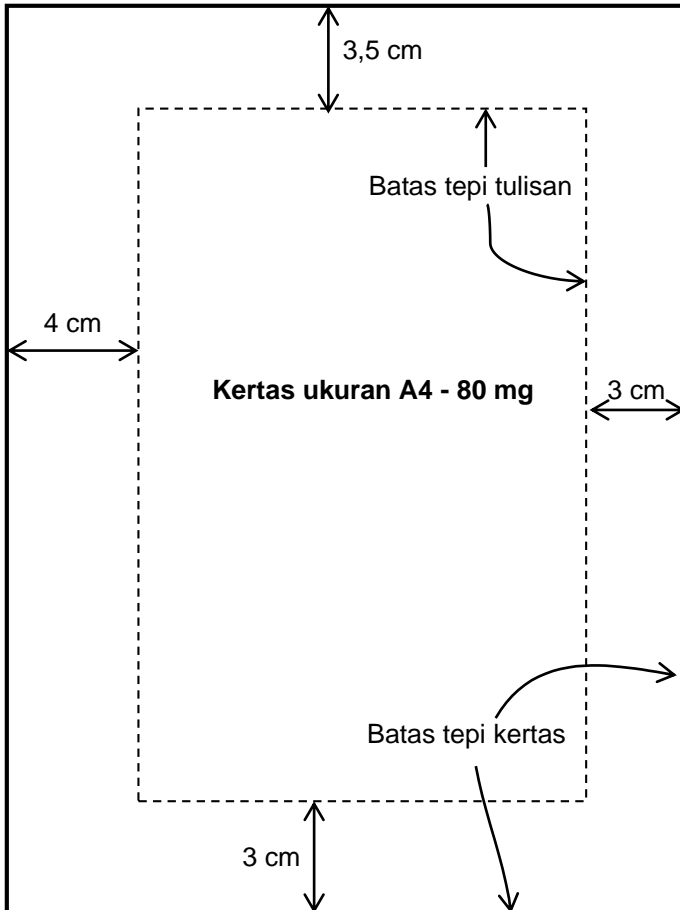 3,5 cm
Batas tepi tulisan
4 cm
Kertas ukuran A4 - 80 mg
3 cm
Batas tepi kertas
3 cm